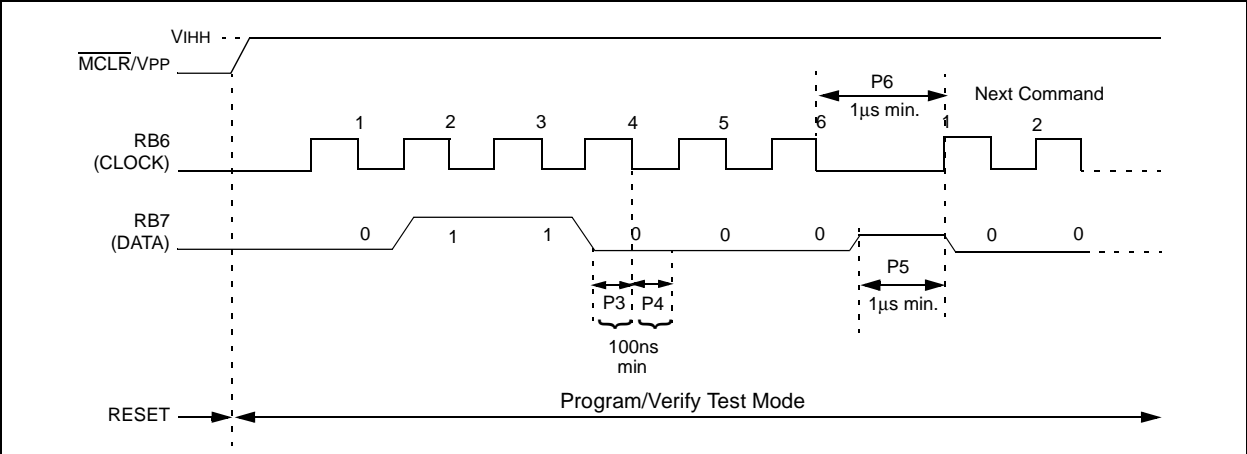 VIHH
MCLR/VPP
P6
1µs min.
Next Command
1 2 3 4 5 6 1 2
RB6
(CLOCK)
RB7
(DATA)
0 1 1 0 0 0 0 0
P5
1µs min.
P3 P4
100ns
min
RESET
Program/Verify Test Mode